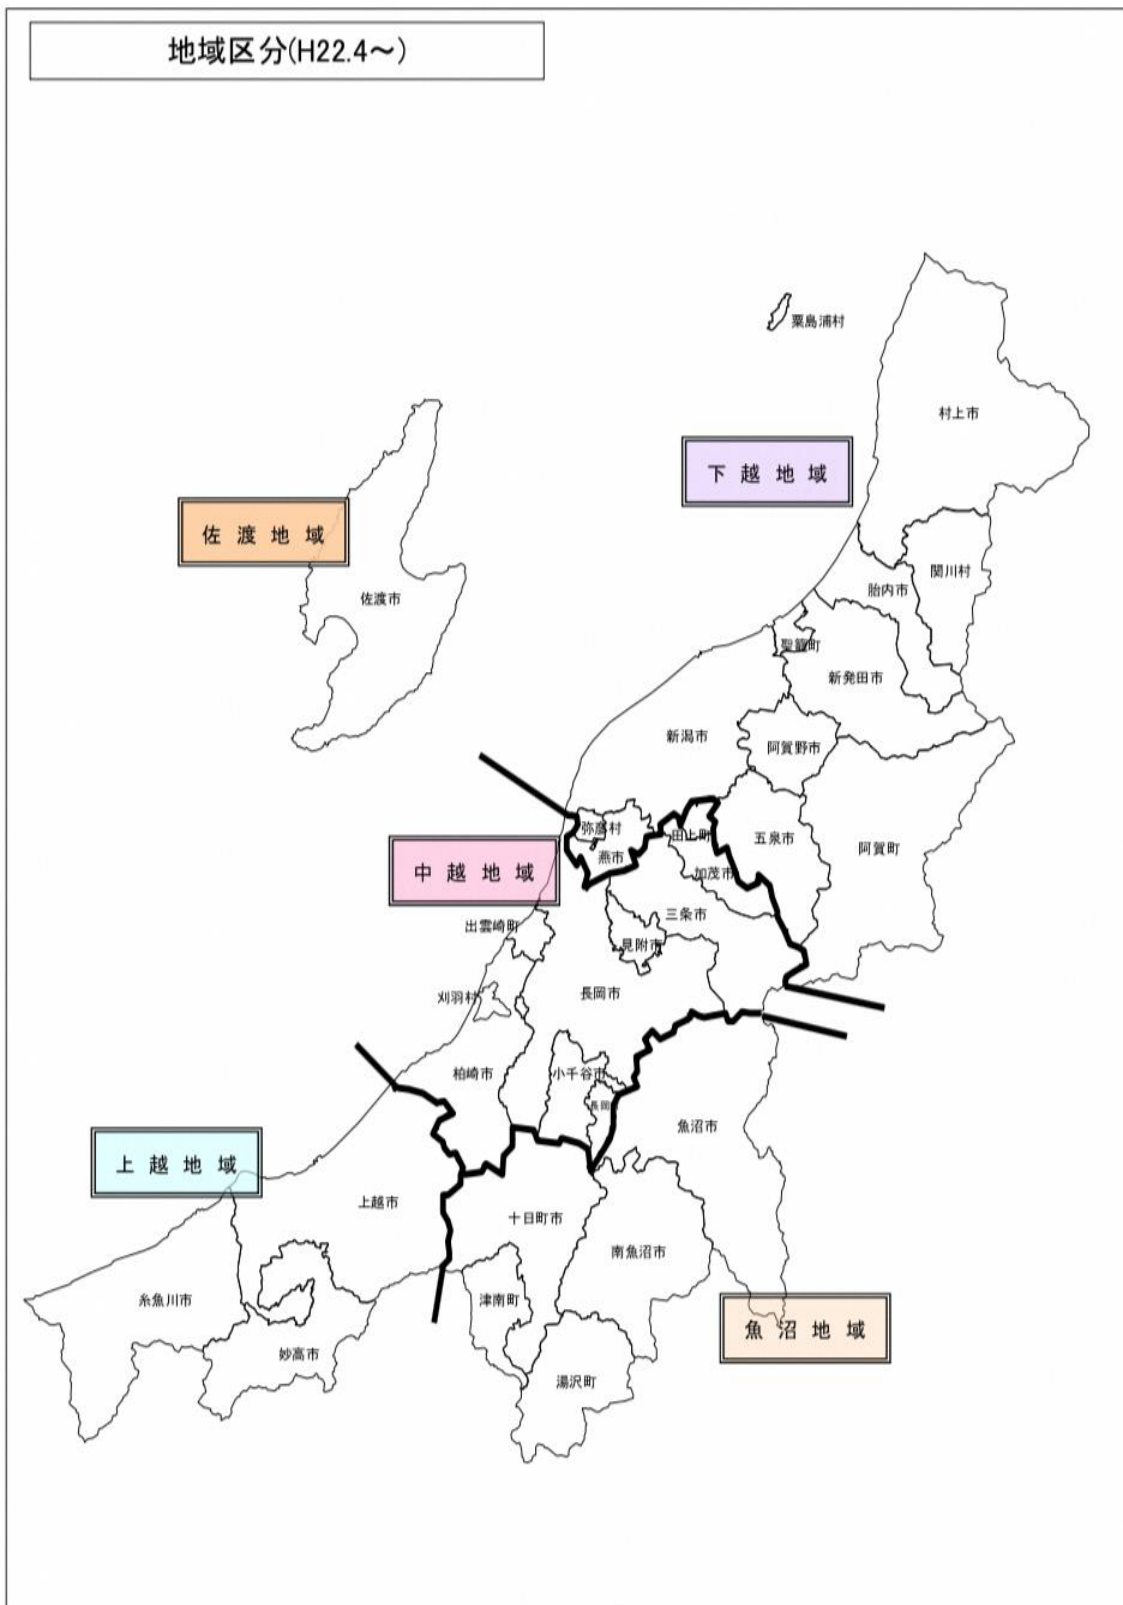 地域区分(H22.4～)
粟島浦村
村上市
下越地域
佐渡地域
関川村
胎内市
佐渡市
聖籠町
新発田市
新潟市
阿賀野市
弥彦村
田上町
五泉市
阿賀町
燕市
中越地域
加茂市
三条市
出雲崎町
見附市
長岡市
刈羽村
柏崎市
小千谷市
長岡
魚沼市
上越地域
上越市
十日町市
南魚沼市
糸魚川市
津南町
魚沼地域
妙高市
湯沢町